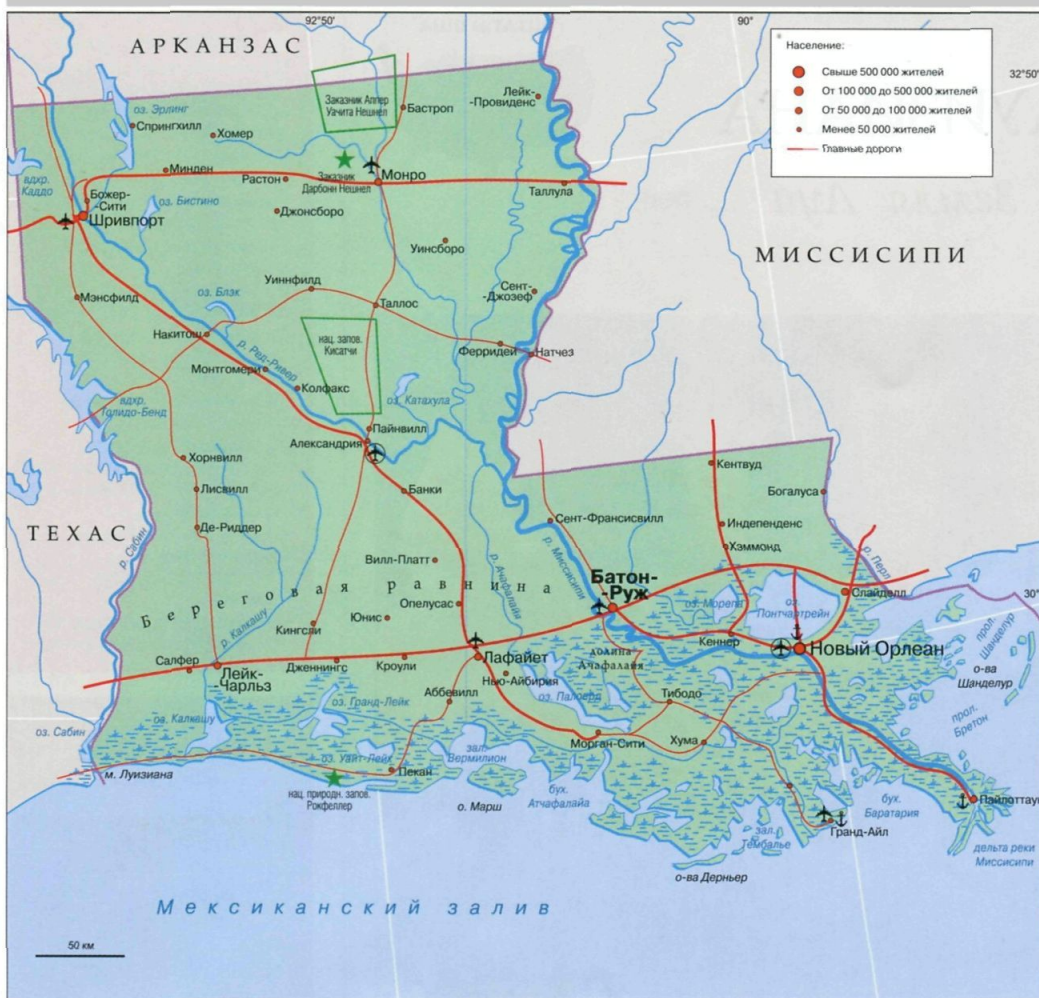 92°50'
90°
АРКАНЗАС
Население:
Свыше 500 000 жителей
От 100 000 до 500 000 жителей
От 50 000 до 100 000 жителей
Менее 50 000 жителей
Главные дороги
32°50'
Заказник Аппер
Уачита Нешнел
Бастроп
Лейк-
-Провиденс
оз. Эрлинг
Спрингхилл
Хомер
Минден
Растон
Заказник
Дарбонн Нешнел
Монро
Таллула
вдхр.
Каддо
Божер-
-Сити
Шривпорт
оз. Бистино
Джонсборо
Уинсборо
МИССИСИПИ
Мэнсфилд
оз. Блэк
Уиннфилд
Таллос
Сент-
-Джозеф
Накитош
р. Ред-Ривер
нац. запов.
Кисатчи
Ферридей
Натчез
Монтгомери
Колфакс
оз. Катахула
вдхр.
Толидо-Бенд
Пайнвилл
Александрия
Хорнвилл
Кентвуд
Лисвилл
Банки
Богалуса
ТЕХАС
Де-Риддер
Сент-Франсисвилл
Индепенденс
Хэммонд
р. Сабин
Вилл-Платт
р. Ачафалайя
р. Миссисипи
р. Перл
Береговая равнина
Батон-
-Руж
оз. Морепа
оз.
Пончартрейн
Слайделл
30°
Опелусас
Юнис
Кингсли
р. Калкашу
Кеннер
Новый Орлеан
прол.
Шанделур
Салфер
Лейк-
-Чарльз
Дженнингс
Кроули
Лафайет
долина
Ачафалайя
о-ва
Шанделур
Нью-Айбирия
Аббевилл
оз. Палперд
Тибодо
оз. Калкашу
оз. Гранд-Лейк
прол.
Бретон
оз. Сабин
оз. Уайт-Лейк
зал.
Вермилион
Морган-Сити
Хума
м. Луизиана
Пекан
нац. природн. запов.
Рокфеллер
о. Марш
бух.
Атчафалайа
бух.
Баратария
Пайлоттаун
зал.
Тембалье
Гранд-Айл
дельта реки
Миссисипи
о-ва Дерньер
Мексиканский залив
50 км